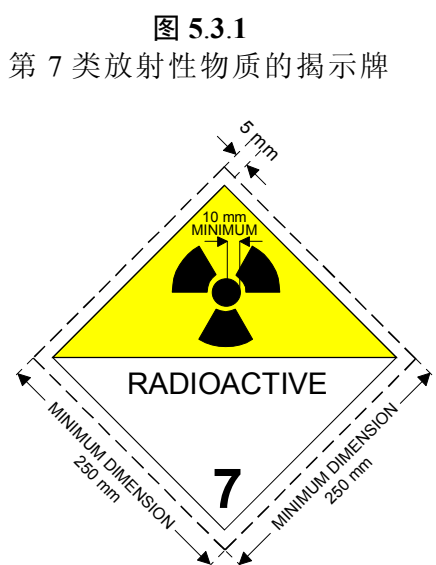 图 5.3.1
第 7 类放射性物质的揭示牌
5 mm
10 mm
MINIMUM
RADIOACTIVE
7
MINIMUM DIMENSION
250 mm
MINIMUM DIMENSION
250 mm